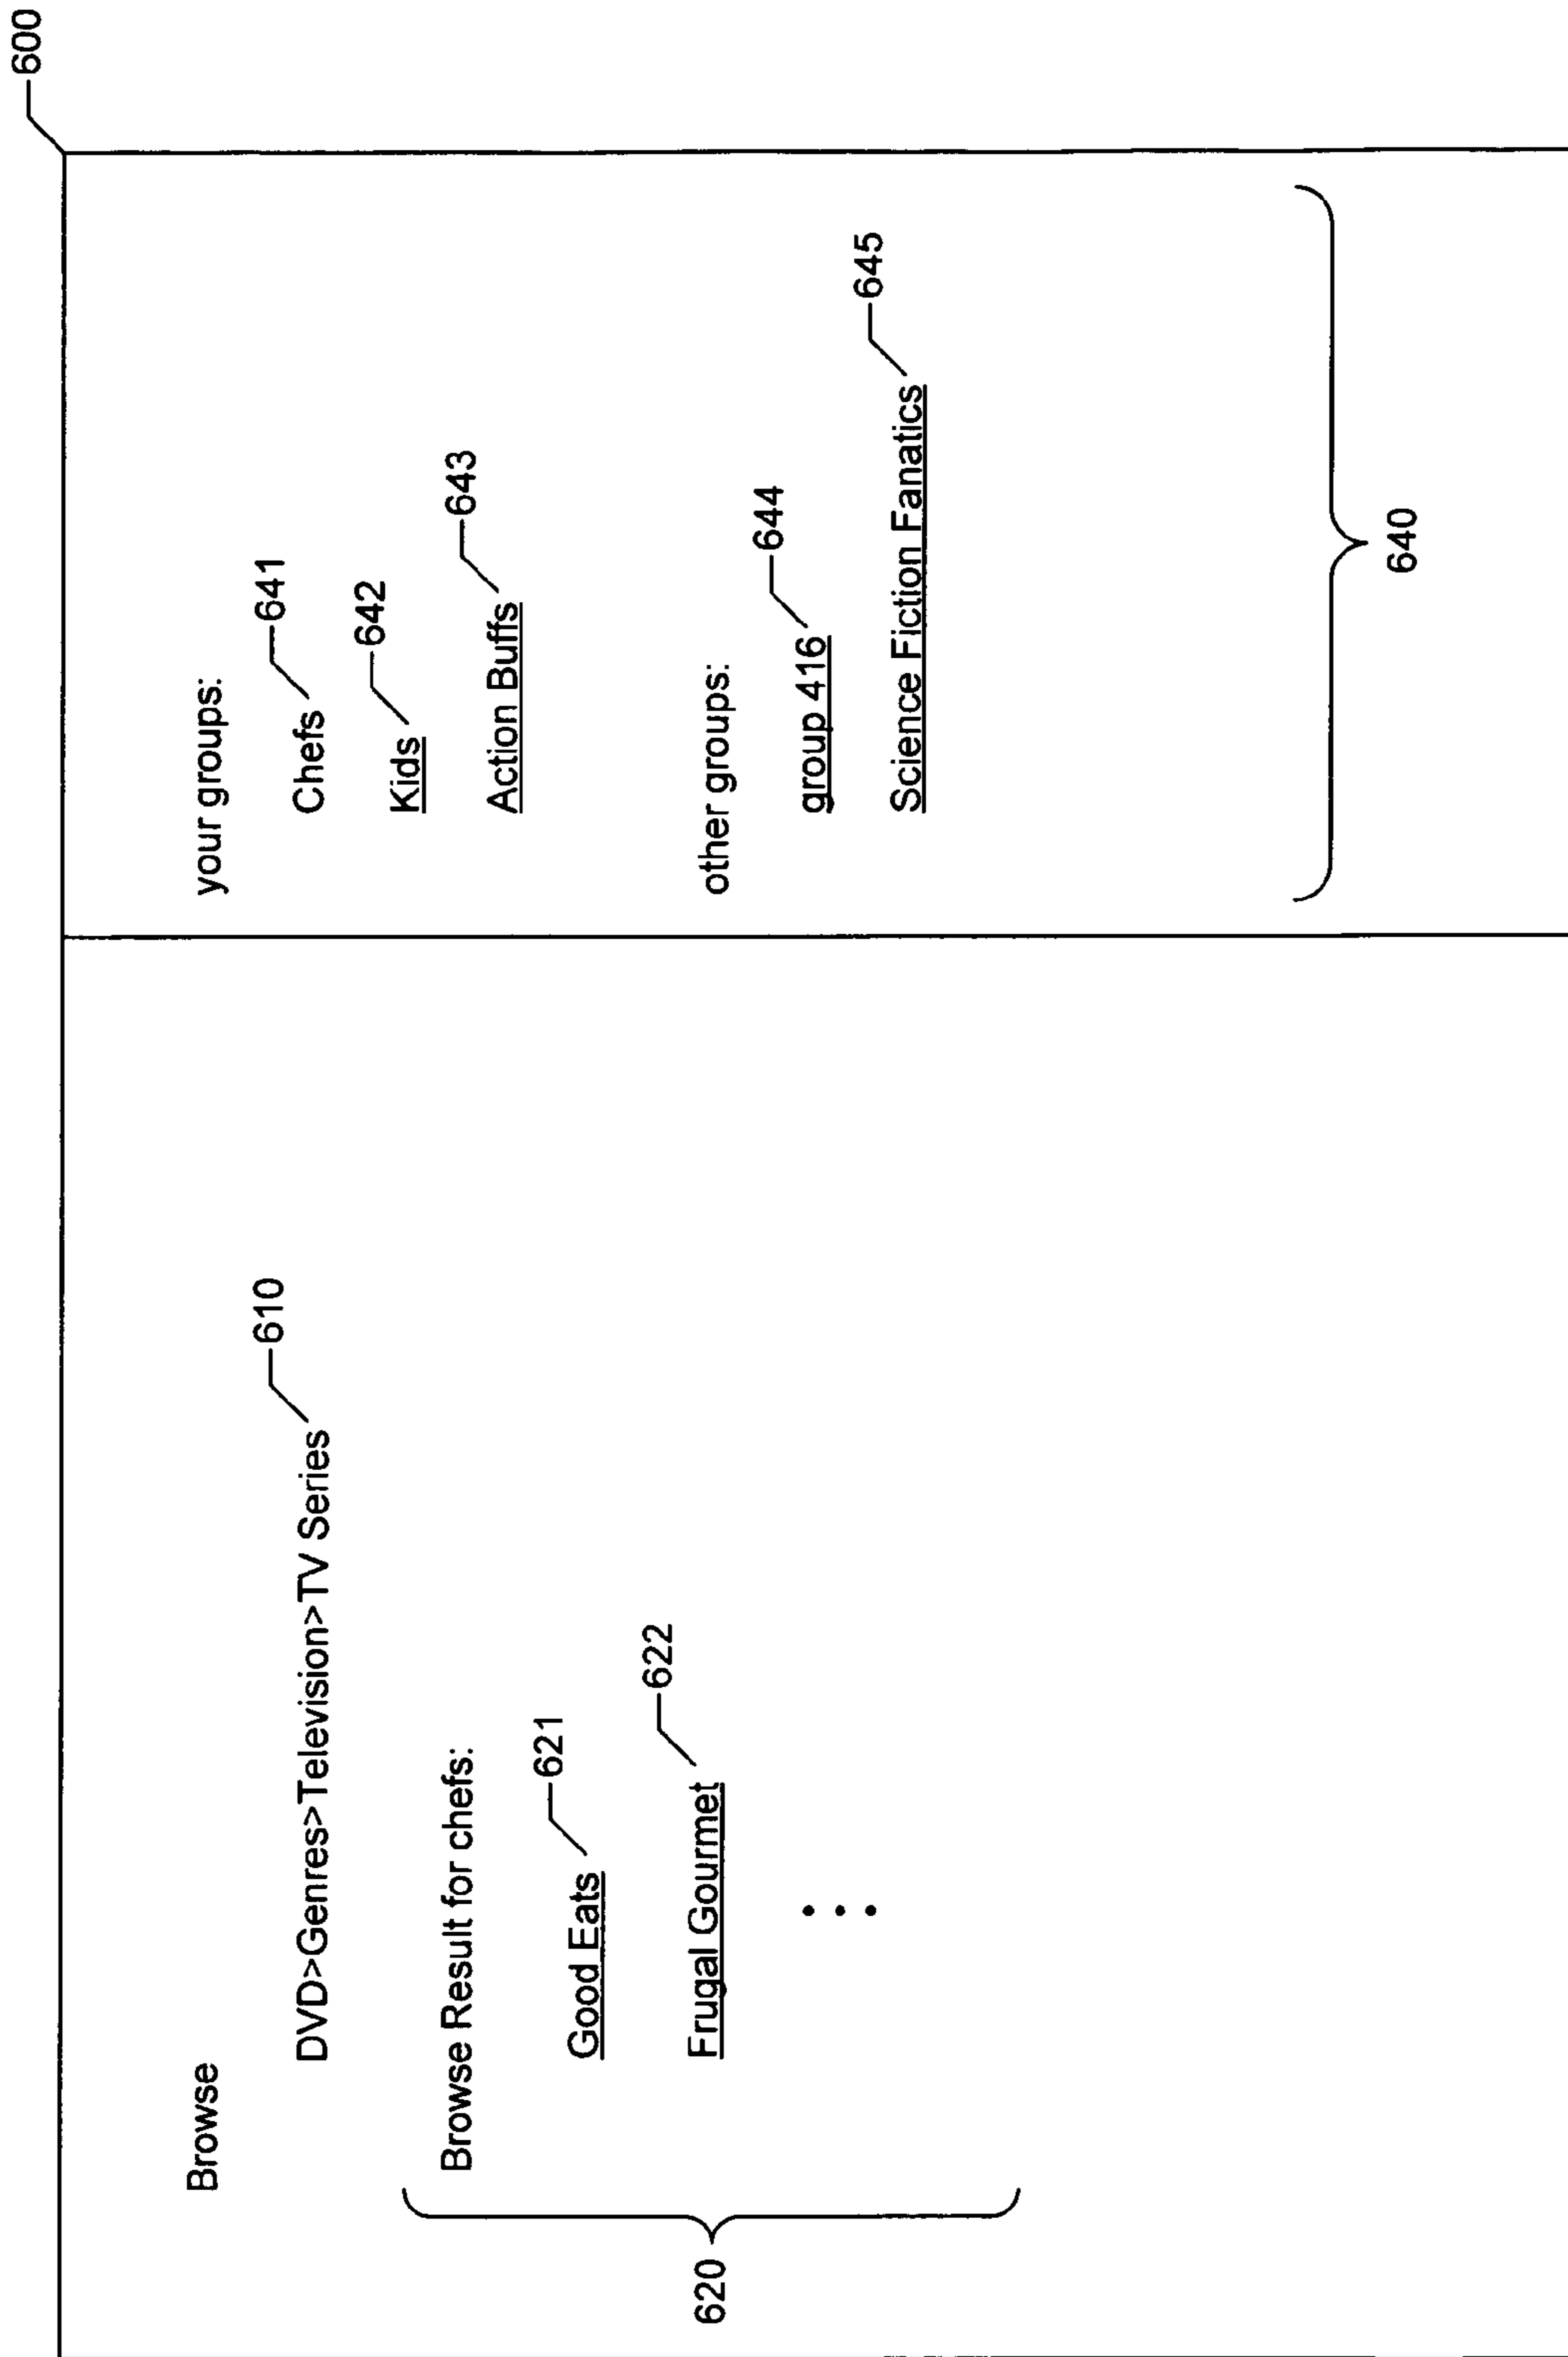 600
Browse
DVD>Genres>Television>TV Series
610
Browse Result for chefs:
Good Eats
621
Frugal Gourmet
622
620
your groups:
Chefs
641
Kids
642
Action Buffs
643
other groups:
group 416
644
Science Fiction Fanatics
645
640